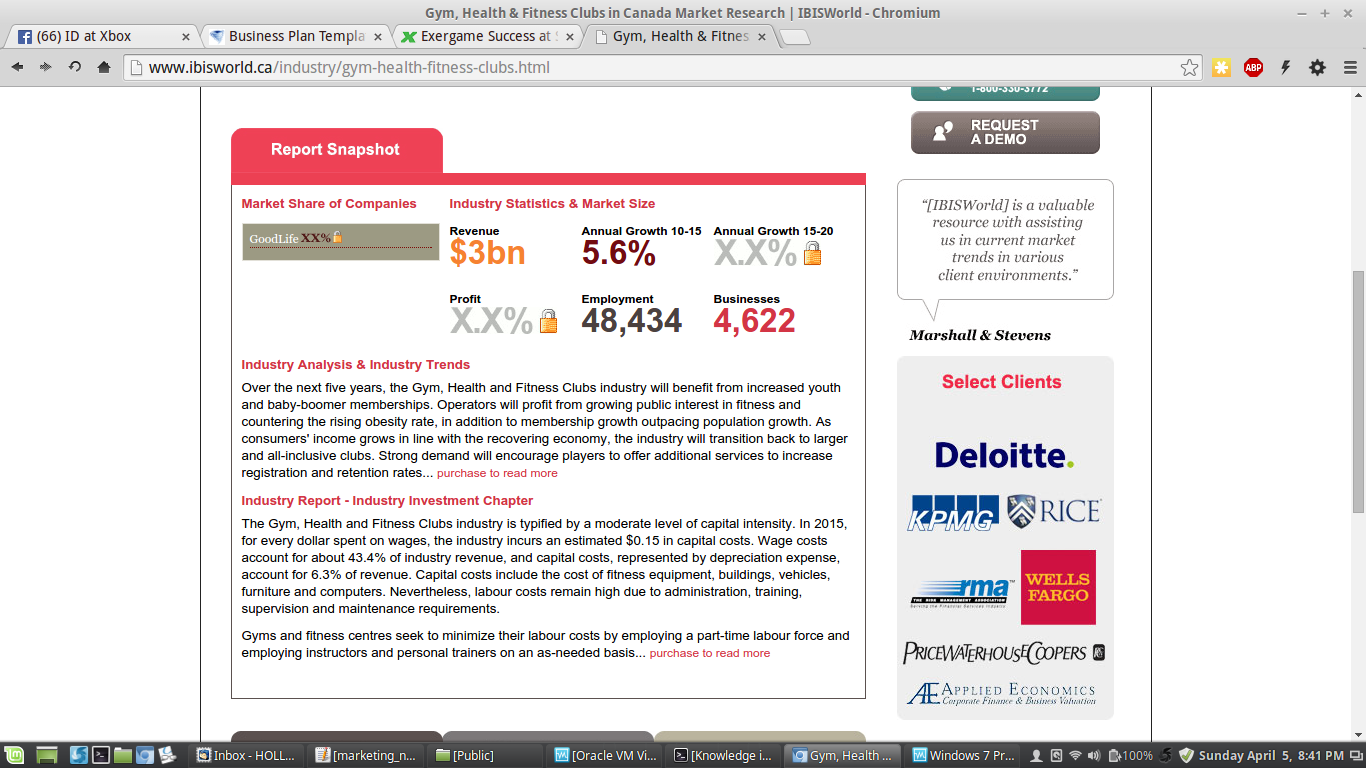 Gym, Health & Fitness Clubs in Canada Market Research | IBISWorld - Chromium
(66) ID at Xbox
Business Plan Templa
Exergame Success at S
Gym, Health & Fitnes
www.ibisworld.ca/industry/gym-health-fitness-clubs.html
ABP
1-800-330-3772
REQUEST
A DEMO
Report Snapshot
Market Share of Companies
GoodLife XX%
Industry Statistics & Market Size
Revenue
$3bn
Annual Growth 10-15
5.6%
Annual Growth 15-20
X.X%
Profit
X.X%
Employment
48,434
Businesses
4,622
Industry Analysis & Industry Trends
Over the next five years, the Gym, Health and Fitness Clubs industry will benefit from increased youth
and baby-boomer memberships. Operators will profit from growing public interest in fitness and
countering the rising obesity rate, in addition to membership growth outpacing population growth. As
consumers' income grows in line with the recovering economy, the industry will transition back to larger
and all-inclusive clubs. Strong demand will encourage players to offer additional services to increase
registration and retention rates... purchase to read more
Industry Report - Industry Investment Chapter
The Gym, Health and Fitness Clubs industry is typified by a moderate level of capital intensity. In 2015,
for every dollar spent on wages, the industry incurs an estimated $0.15 in capital costs. Wage costs
account for about 43.4% of industry revenue, and capital costs, represented by depreciation expense,
account for 6.3% of revenue. Capital costs include the cost of fitness equipment, buildings, vehicles,
furniture and computers. Nevertheless, labour costs remain high due to administration, training,
supervision and maintenance requirements.
Gyms and fitness centres seek to minimize their labour costs by employing a part-time labour force and
employing instructors and personal trainers on an as-needed basis... purchase to read more
“[IBISWorld] is a valuable
resource with assisting
us in current market
trends in various
client environments.”
Marshall & Stevens
Select Clients
Deloitte.
KPMG
RICE
rma
THE RISK MANAGEMENT ASSOCIATION
Serving the Financial Services Industry
WELLS
FARGO
PRICEWATERHOUSECOOPERS
AE APPLIED ECONOMICS
Corporate Finance & Business Valuation
Inbox - HOLL...
[marketing_n...
[Public]
[Oracle VM Vi...
[Knowledge i...
Gym, Health ...
Windows 7 Pr...
100%
Sunday April 5, 8:41 PM